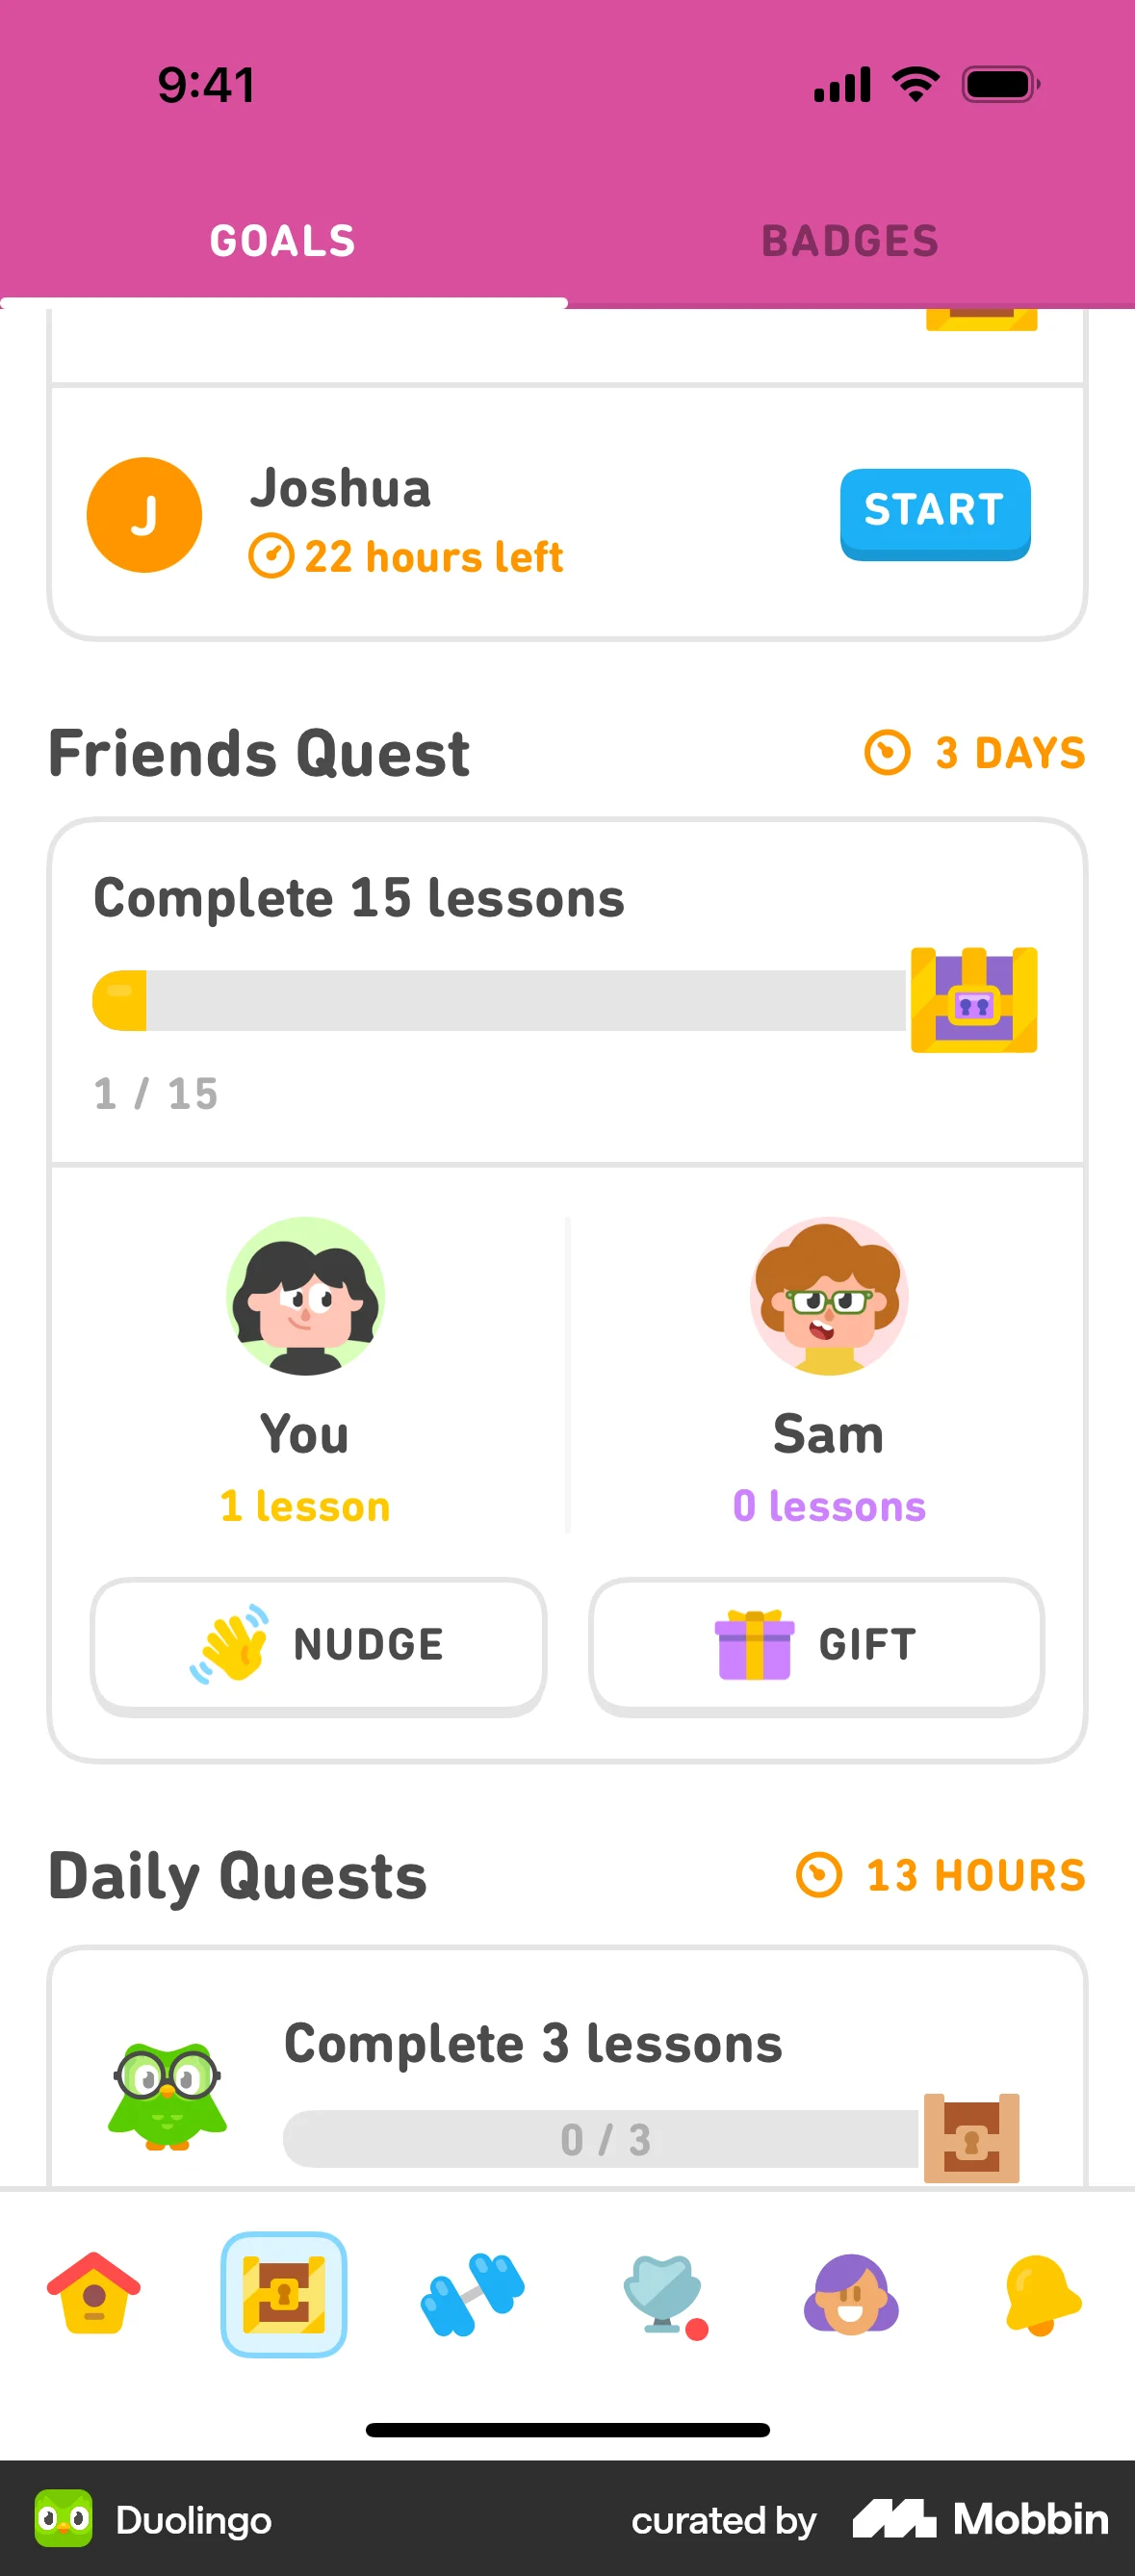 9:41
GOALS
BADGES
J
Joshua
22 hours left
START
Friends Quest
3 DAYS
Complete 15 lessons
1 / 15
You
1 lesson
Sam
0 lessons
NUDGE
GIFT
Daily Quests
13 HOURS
Complete 3 lessons
0 / 3
Duolingo
curated by Mobbin